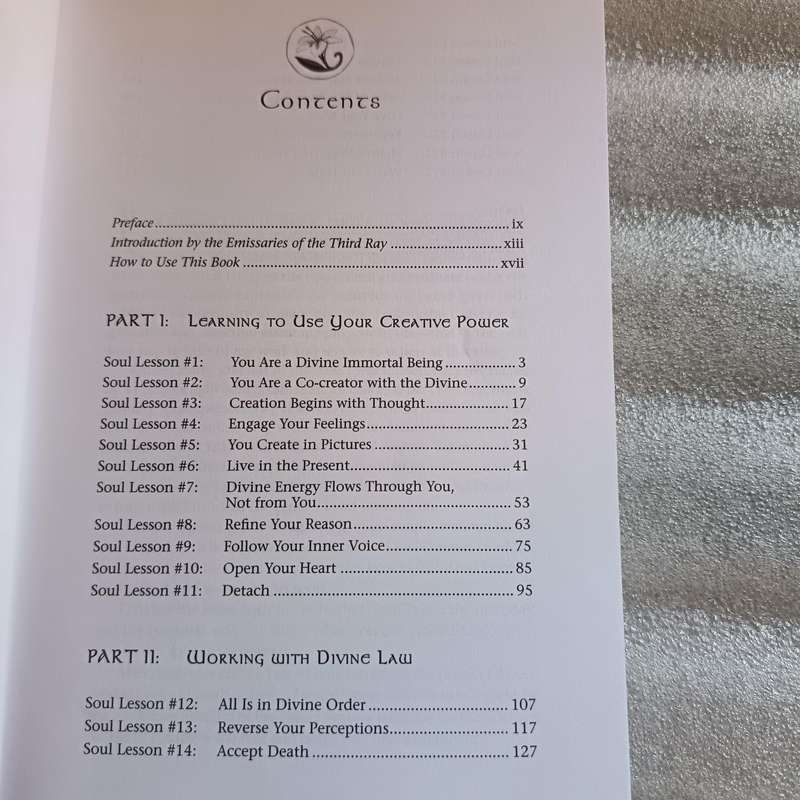 Contents
Preface ix
Introduction by the Emissaries of the Third Ray xiii
How to Use This Book xvii
PART I: Learning to Use Your Creative Power
Soul Lesson #1: You Are a Divine Immortal Being 3
Soul Lesson #2: You Are a Co-creator with the Divine 9
Soul Lesson #3: Creation Begins with Thought 17
Soul Lesson #4: Engage Your Feelings 23
Soul Lesson #5: You Create in Pictures 31
Soul Lesson #6: Live in the Present 41
Soul Lesson #7: Divine Energy Flows Through You,
Not from You 53
Soul Lesson #8: Refine Your Reason 63
Soul Lesson #9: Follow Your Inner Voice 75
Soul Lesson #10: Open Your Heart 85
Soul Lesson #11: Detach 95
PART II: Working with Divine Law
Soul Lesson #12: All Is in Divine Order 107
Soul Lesson #13: Reverse Your Perceptions 117
Soul Lesson #14: Accept Death 127